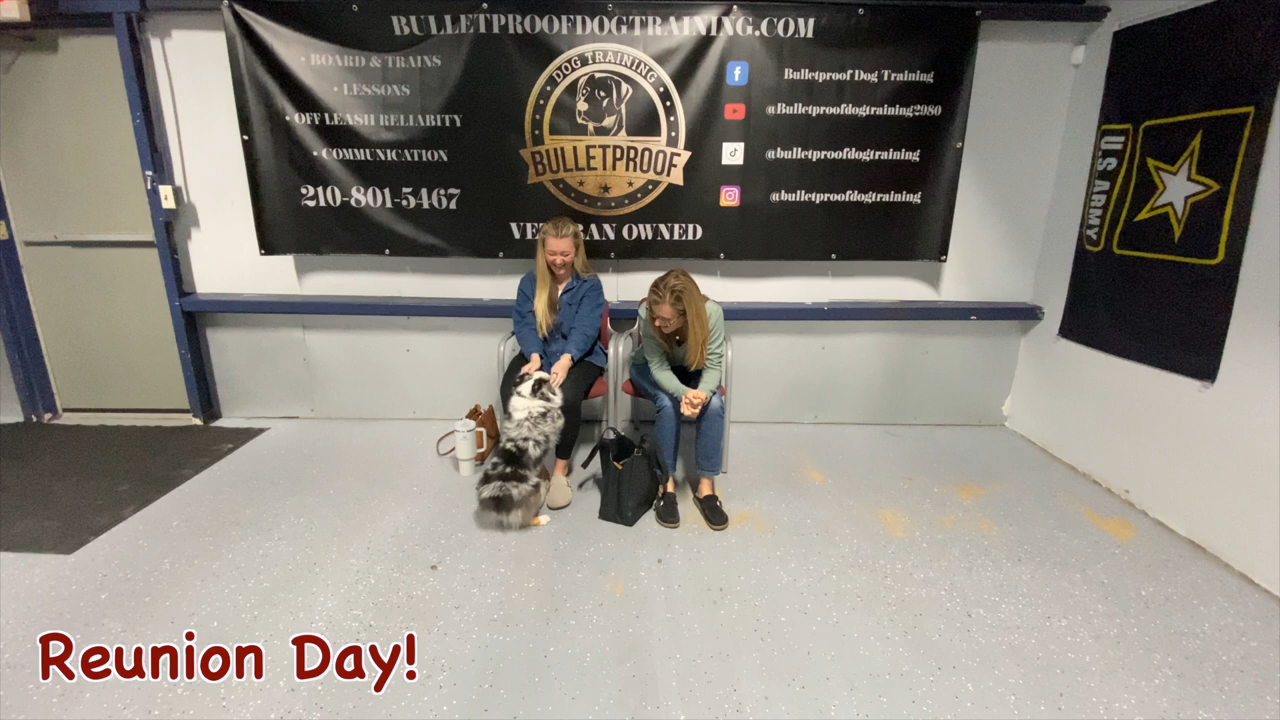 BULLETPROOFDOGTRAINING.COM
• BOARD & TRAINS
• LESSONS
• OFF LEASH RELIABITY
• COMMUNICATION
210-801-5467
DOG TRAINING
BULLETPROOF
VETERAN OWNED
Bulletproof Dog Training
@Bulletproofdogtraining2980
@bulletproofdogtraining
@bulletproofdogtraining
U.S. ARMY
Reunion Day!